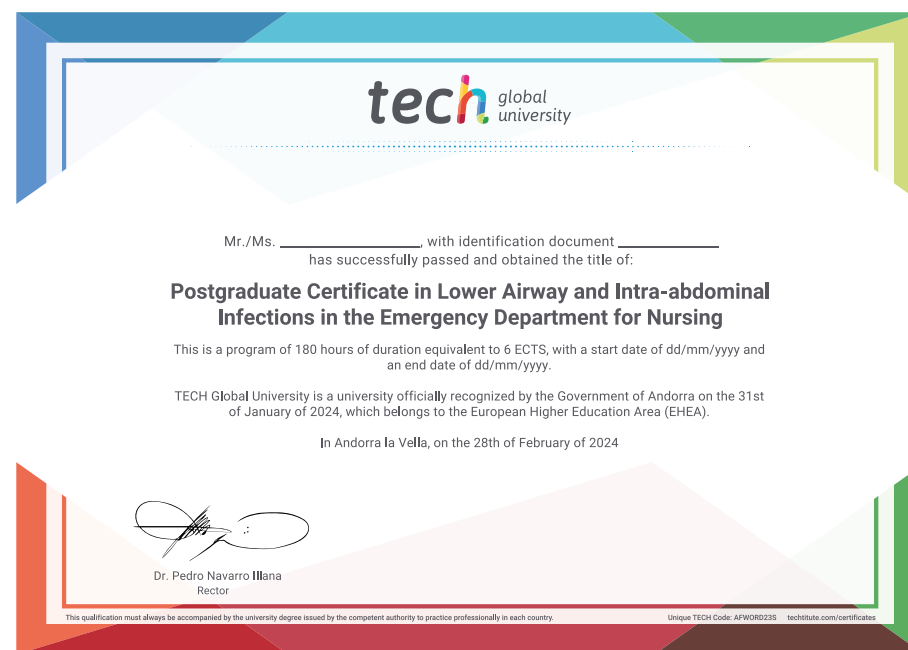 tech global
university
Mr./Ms. ____________, with identification document ____________
has successfully passed and obtained the title of:
Postgraduate Certificate in Lower Airway and Intra-abdominal
Infections in the Emergency Department for Nursing
This is a program of 180 hours of duration equivalent to 6 ECTS, with a start date of dd/mm/yyyy and
an end date of dd/mm/yyyy.
TECH Global University is a university officially recognized by the Government of Andorra on the 31st
of January of 2024, which belongs to the European Higher Education Area (EHEA).
In Andorra la Vella, on the 28th of February of 2024
Dr. Pedro Navarro Illana
Rector
This qualification must always be accompanied by the university degree issued by the competent authority to practice professionally in each country.
Unique TECH Code: AFWORD23S techtitute.com/certificates